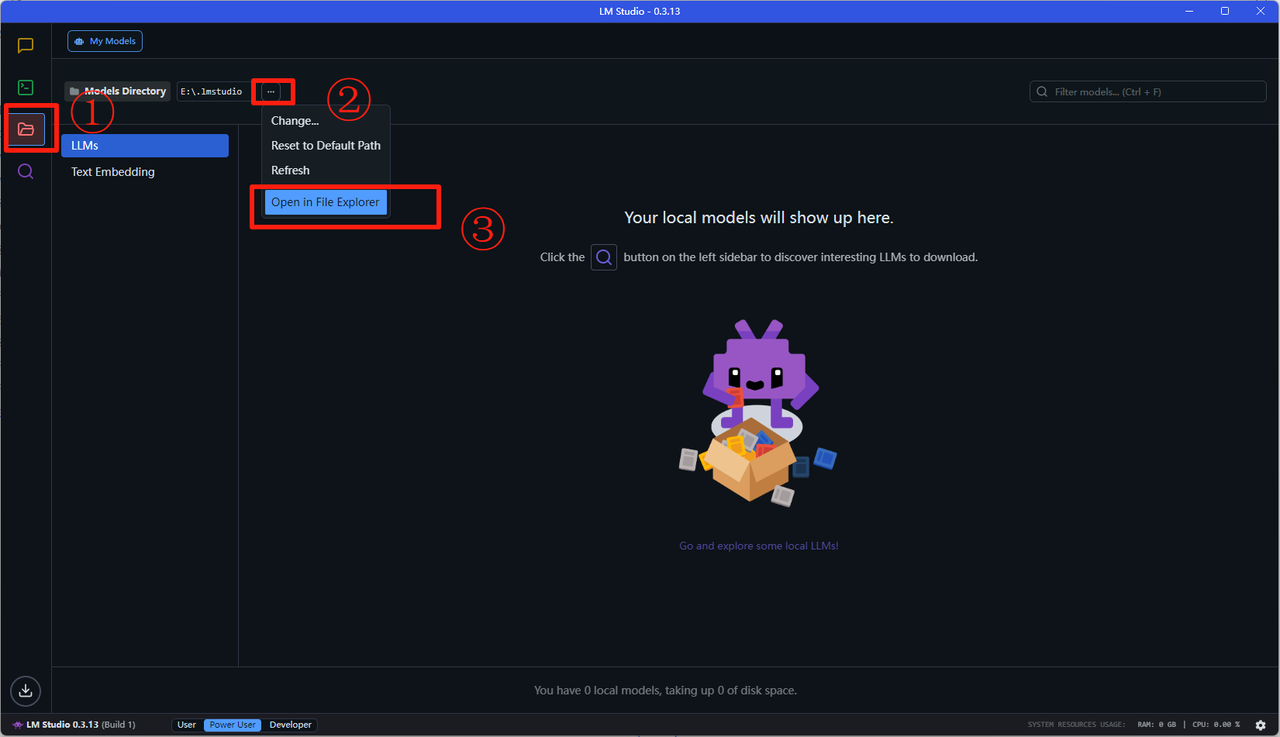 LM Studio - 0.3.13
My Models
Models Directory E:\.lmstudio ...
Filter models... (Ctrl + F)
①
②
Change...
Reset to Default Path
Refresh
Open in File Explorer
③
LLMs
Text Embedding
Your local models will show up here.
Click the button on the left sidebar to discover interesting LLMs to download.
Go and explore some local LLMs!
You have 0 local models, taking up 0 of disk space.
LM Studio 0.3.13 (Build 1) User Power User Developer SYSTEM RESOURCES USAGE: RAM: 0 GB | CPU: 0.00 %